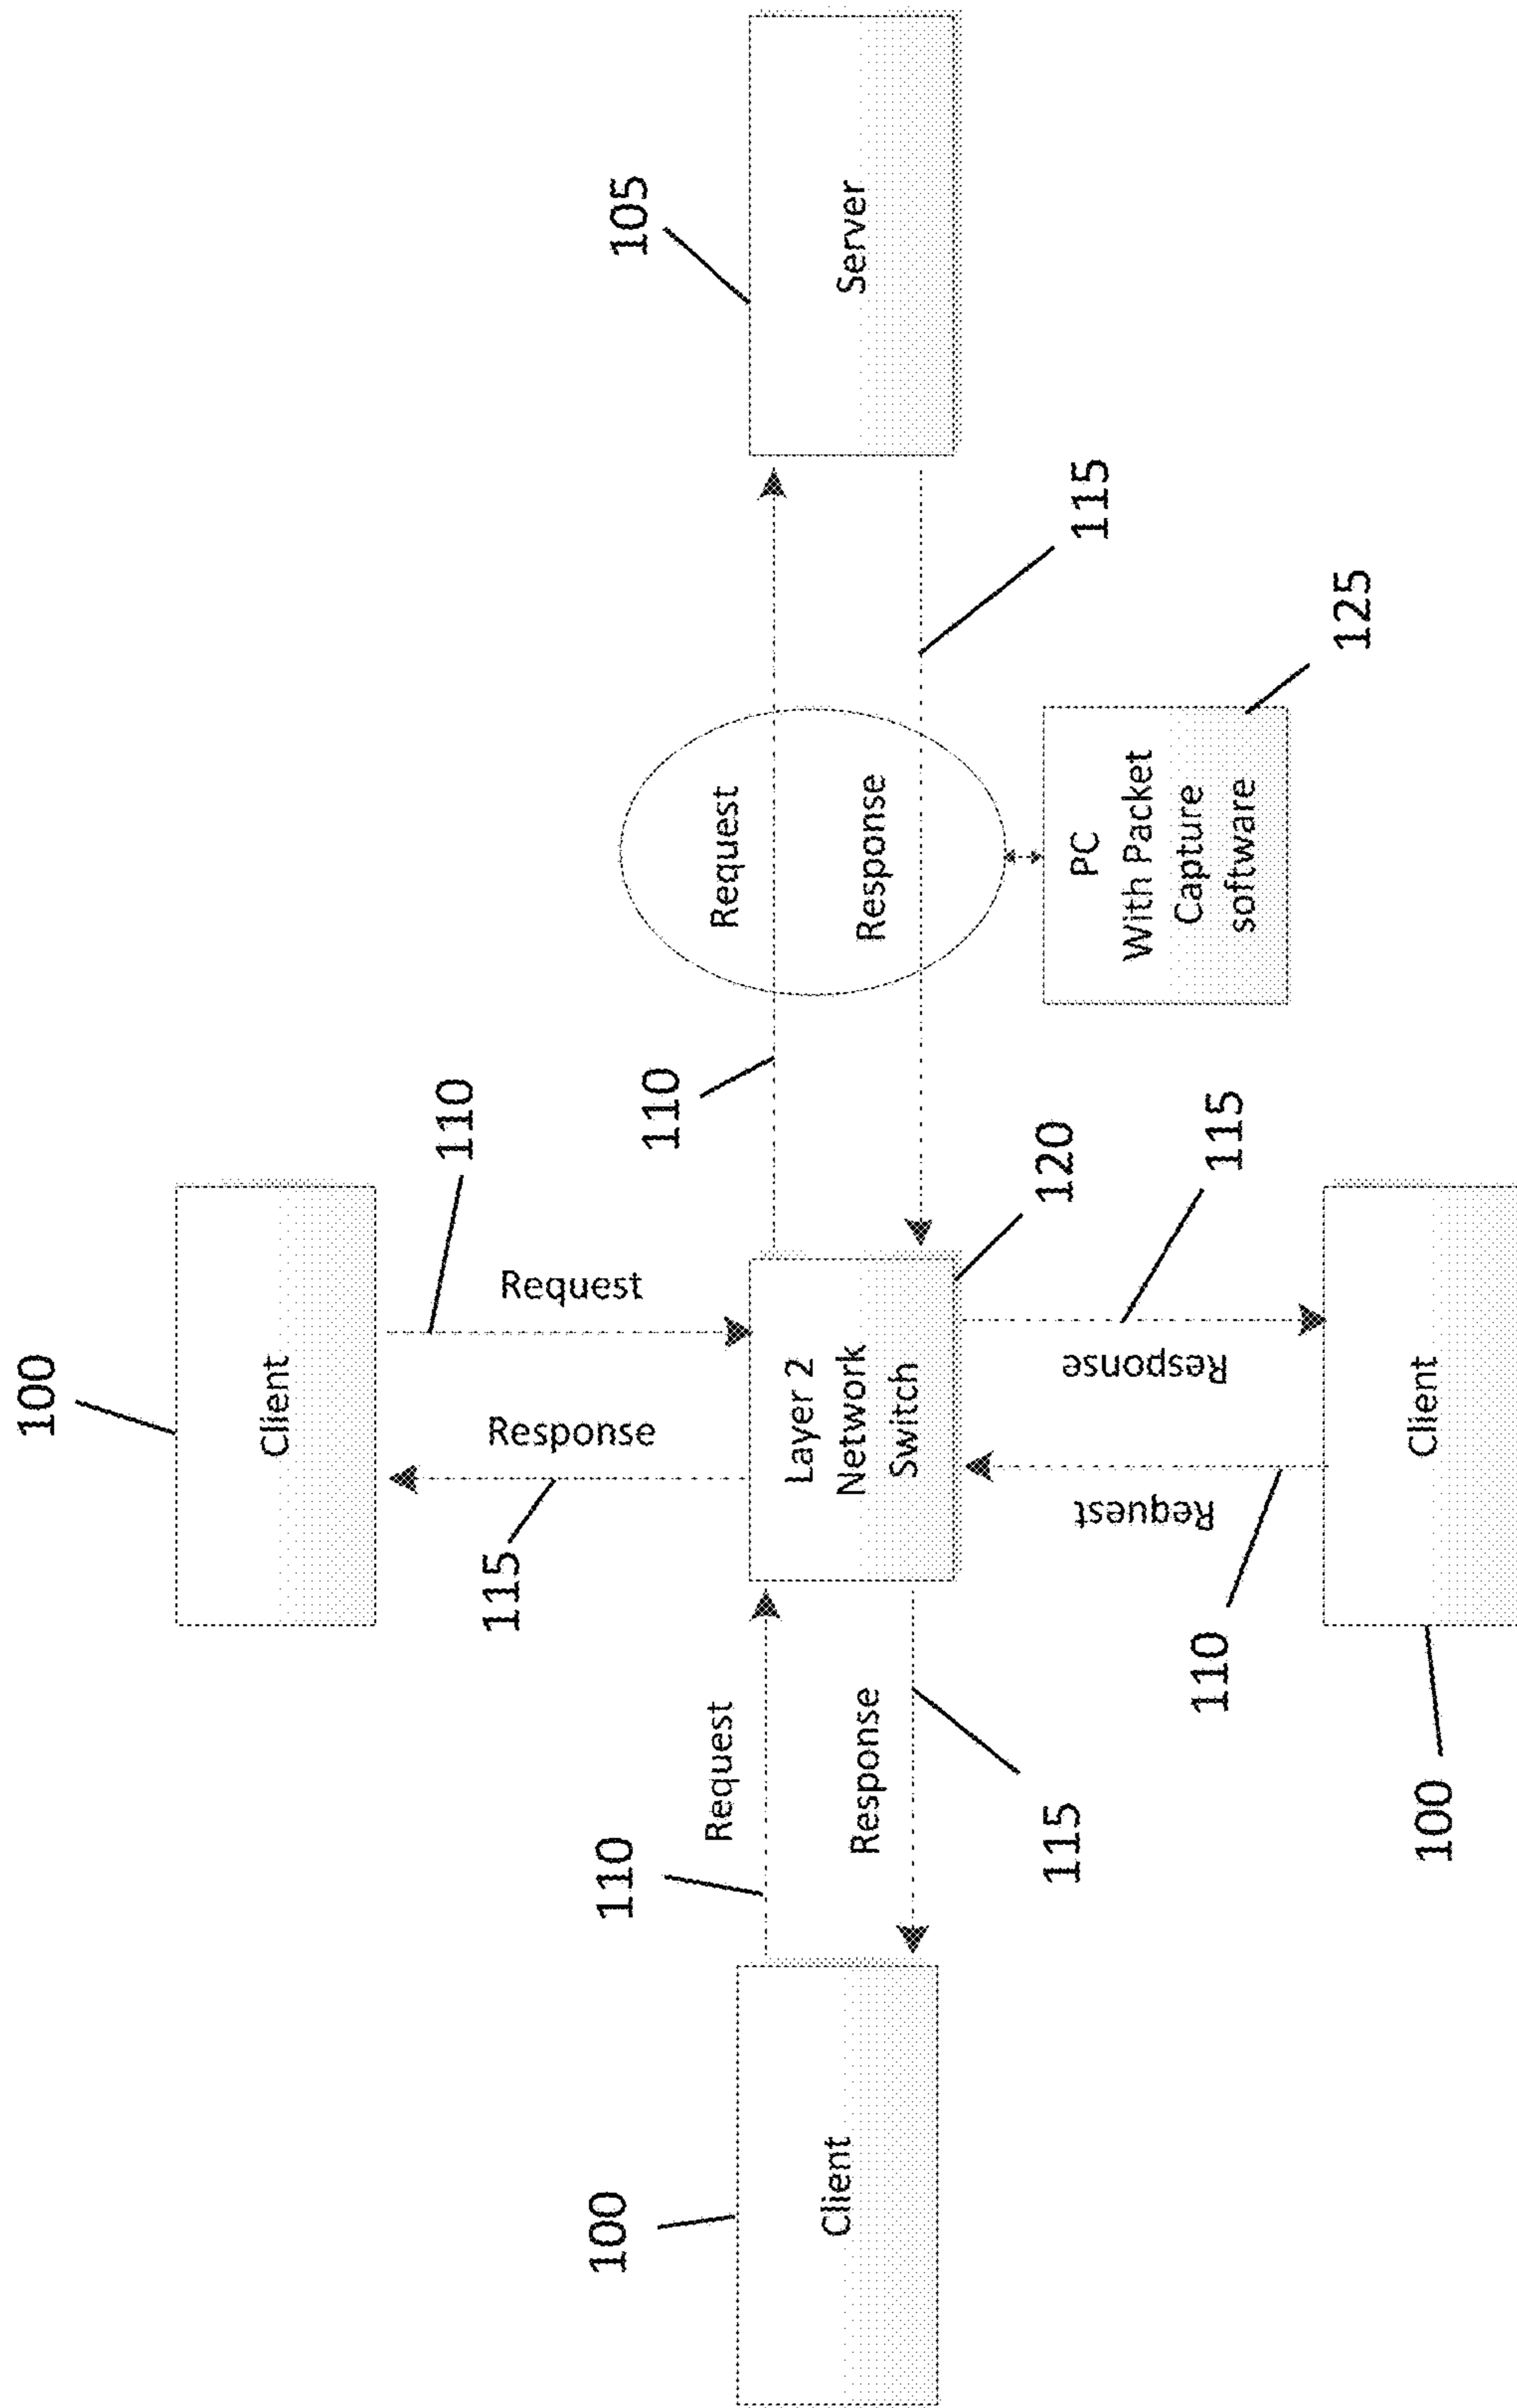 100
Client
110
Request
Response
115
100
Client
110
Request
Response
115
Layer 2
Network
Switch
120
110
Request
Response
115
Server
105
PC
With Packet
Capture
software
125
Request
110
Response
115
Client
100